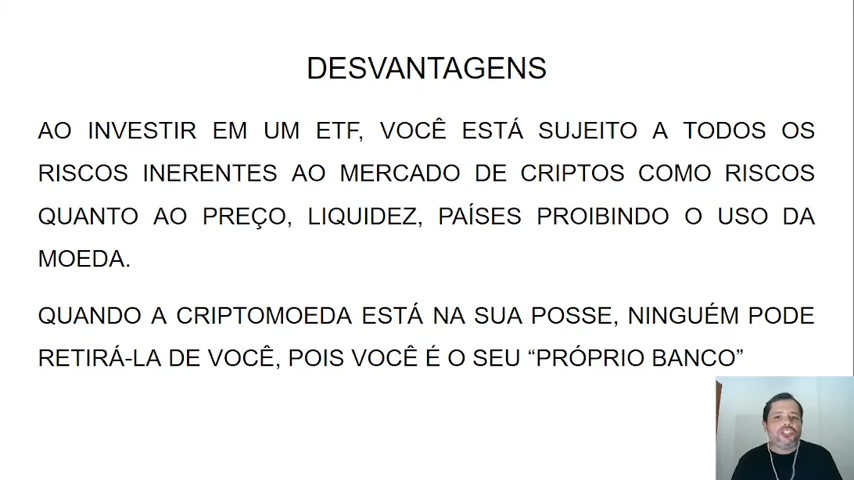 DESVANTAGENS
AO INVESTIR EM UM ETF, VOCÊ ESTÁ SUJEITO A TODOS OS
RISCOS INERENTES AO MERCADO DE CRIPTOS COMO RISCOS
QUANTO AO PREÇO, LIQUIDEZ, PAÍSES PROIBINDO O USO DA
MOEDA.
QUANDO A CRIPTOMOEDA ESTÁ NA SUA POSSE, NINGUÉM PODE
RETIRÁ-LA DE VOCÊ, POIS VOCÊ É O SEU “PRÓPRIO BANCO”